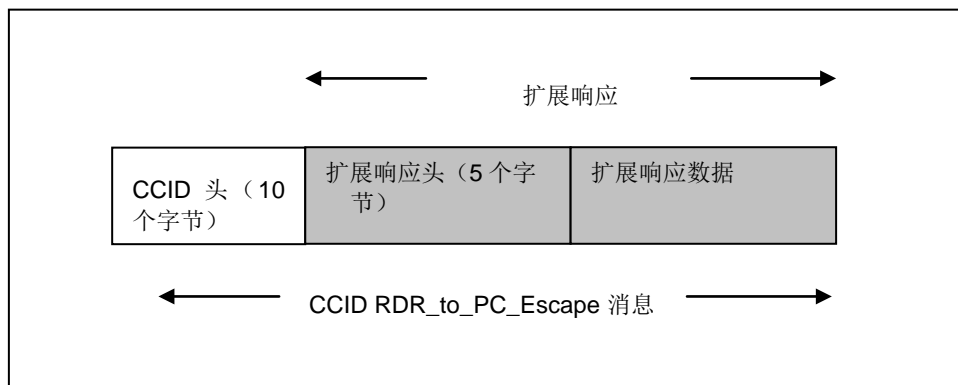 扩展响应
CCID 头（10
个字节）
扩展响应头（5 个字
节）
扩展响应数据
CCID RDR_to_PC_Escape 消息